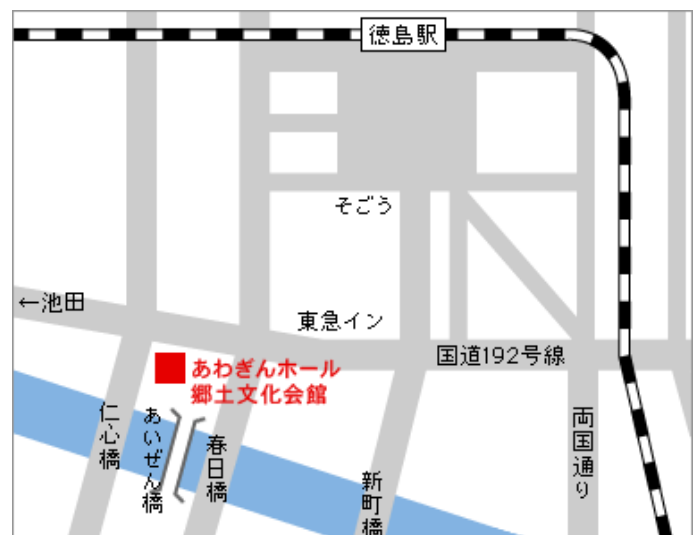 徳島駅
そごう
←池田
東急イン
国道192号線
あわぎんホール
郷土文化会館
仁心橋
あいぜん橋
春日橋
新町橋
両国通り